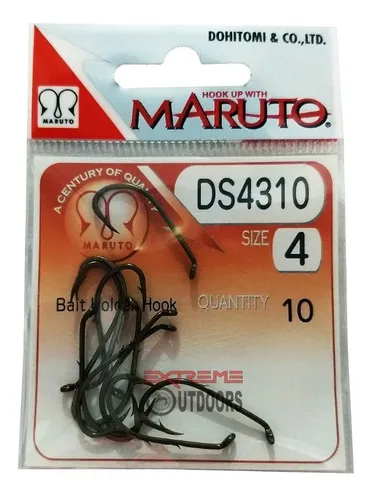 DOHITOMI & CO.,LTD.
HOOK UP WITH
MARUTO®
MARUTO
A CENTURY OF QUALITY
MARUTO
DS4310
SIZE 4
Bait Holder Hook
QUANTITY 10
EXTREME
OUTDOORS